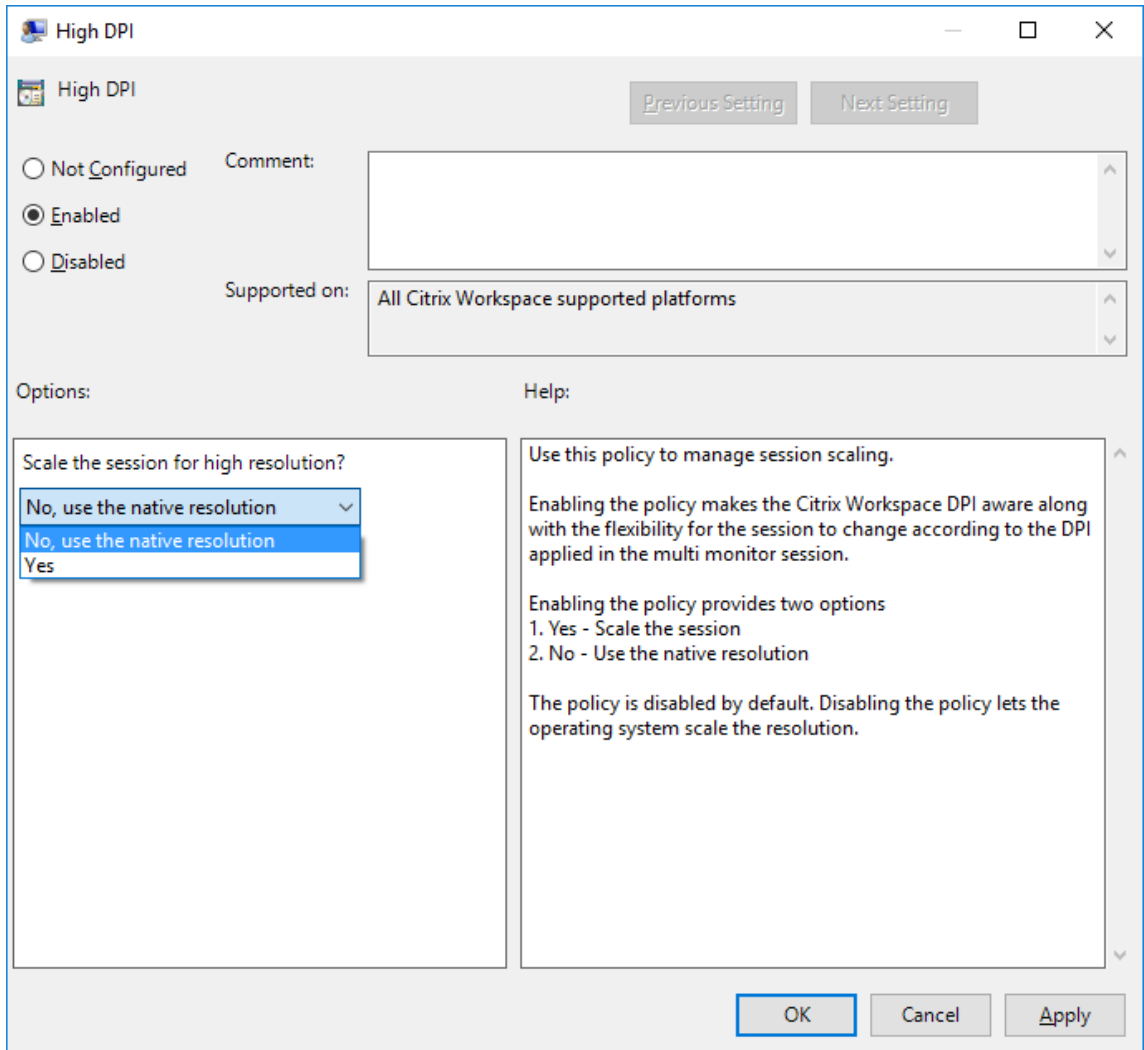 High DPI
High DPI
Previous Setting
Next Setting
Not Configured
Comment:
Enabled
Disabled
Supported on:
All Citrix Workspace supported platforms
Options:
Help:
Scale the session for high resolution?
No, use the native resolution
No, use the native resolution
Yes
Use this policy to manage session scaling.
Enabling the policy makes the Citrix Workspace DPI aware along
with the flexibility for the session to change according to the DPI
applied in the multi monitor session.
Enabling the policy provides two options
1. Yes - Scale the session
2. No - Use the native resolution
The policy is disabled by default. Disabling the policy lets the
operating system scale the resolution.
OK
Cancel
Apply